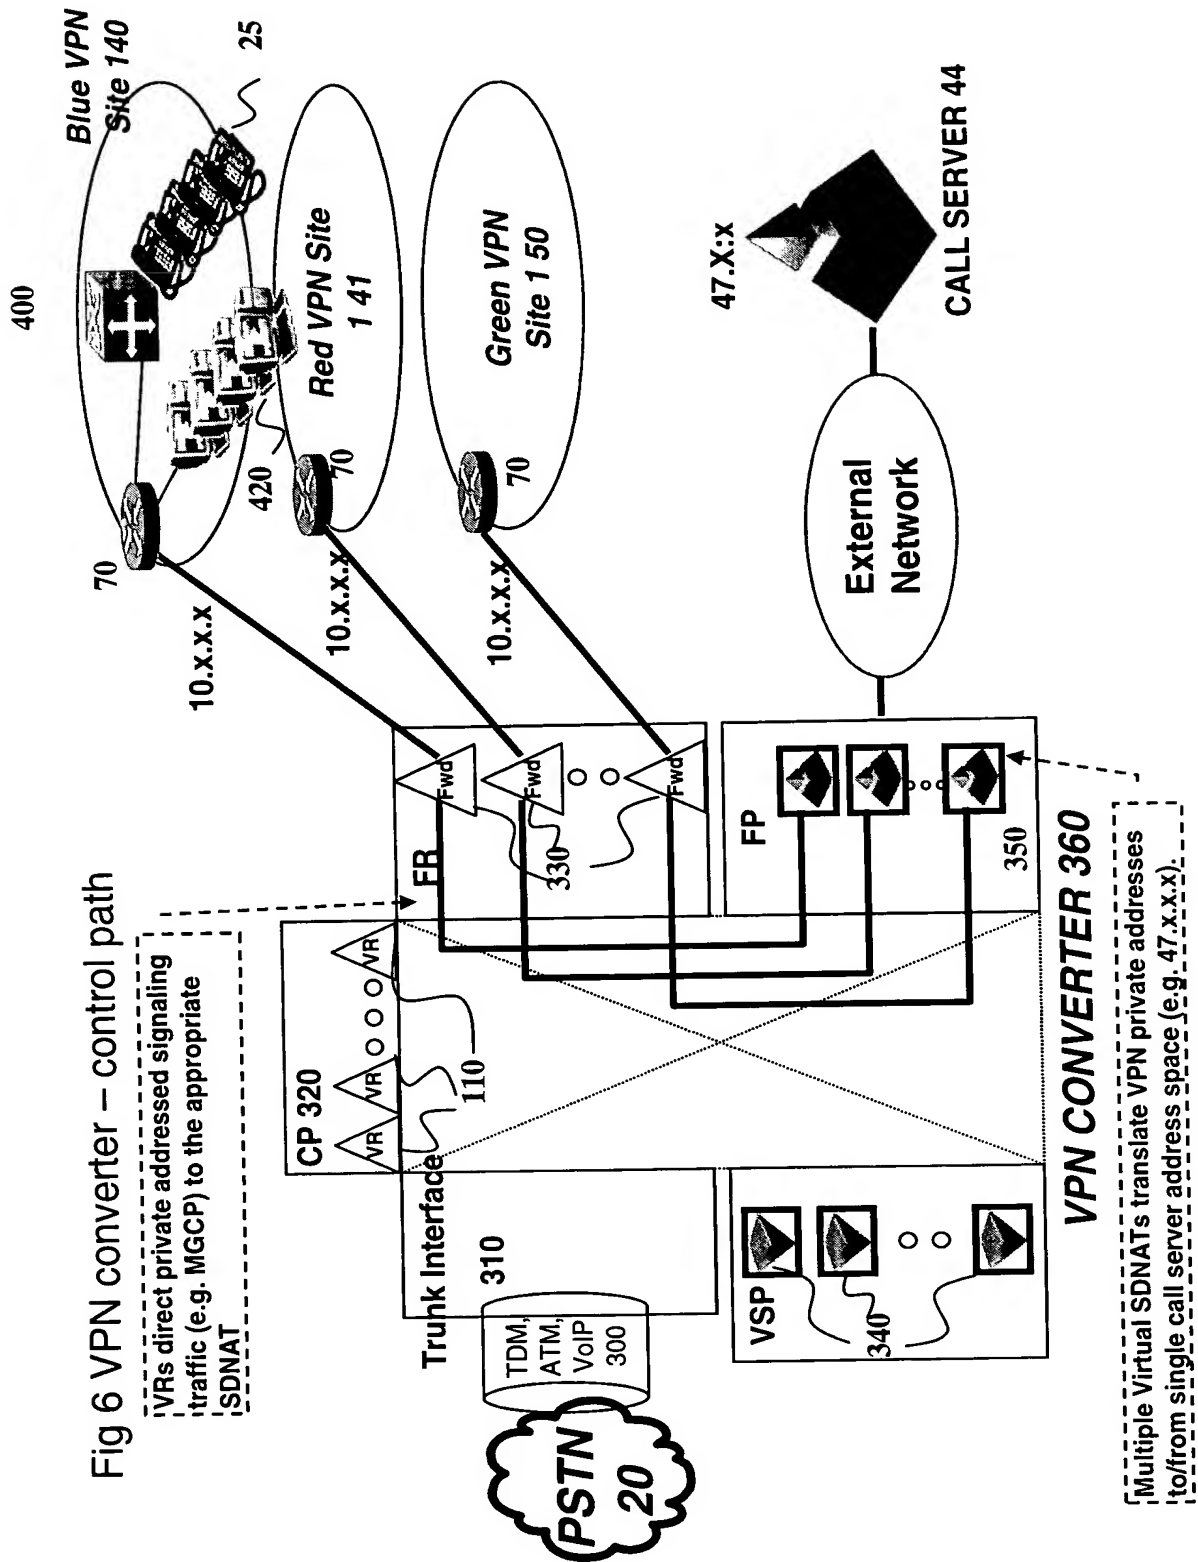 Fig 6 VPN converter – control path
VRs direct private addressed signaling
traffic (e.g. MGCP) to the appropriate
SDNAT
400
Blue VPN
Site 140
25
70
10.x.x.x
420
Red VPN Site
1 41
70
10.x.x.x
Green VPN
Site 1 50
70
10.x.x.x
CP 320
VR
VR
VR
110
FR
Fwd
Fwd
Fwd
330
Trunk Interface
310
TDM,
ATM,
VoIP
300
PSTN
20
VSP
340
FP
350
External
Network
47.X:x
CALL SERVER 44
VPN CONVERTER 360
Multiple Virtual SDNATs translate VPN private addresses
to/from single call server address space (e.g. 47.x.x.x).